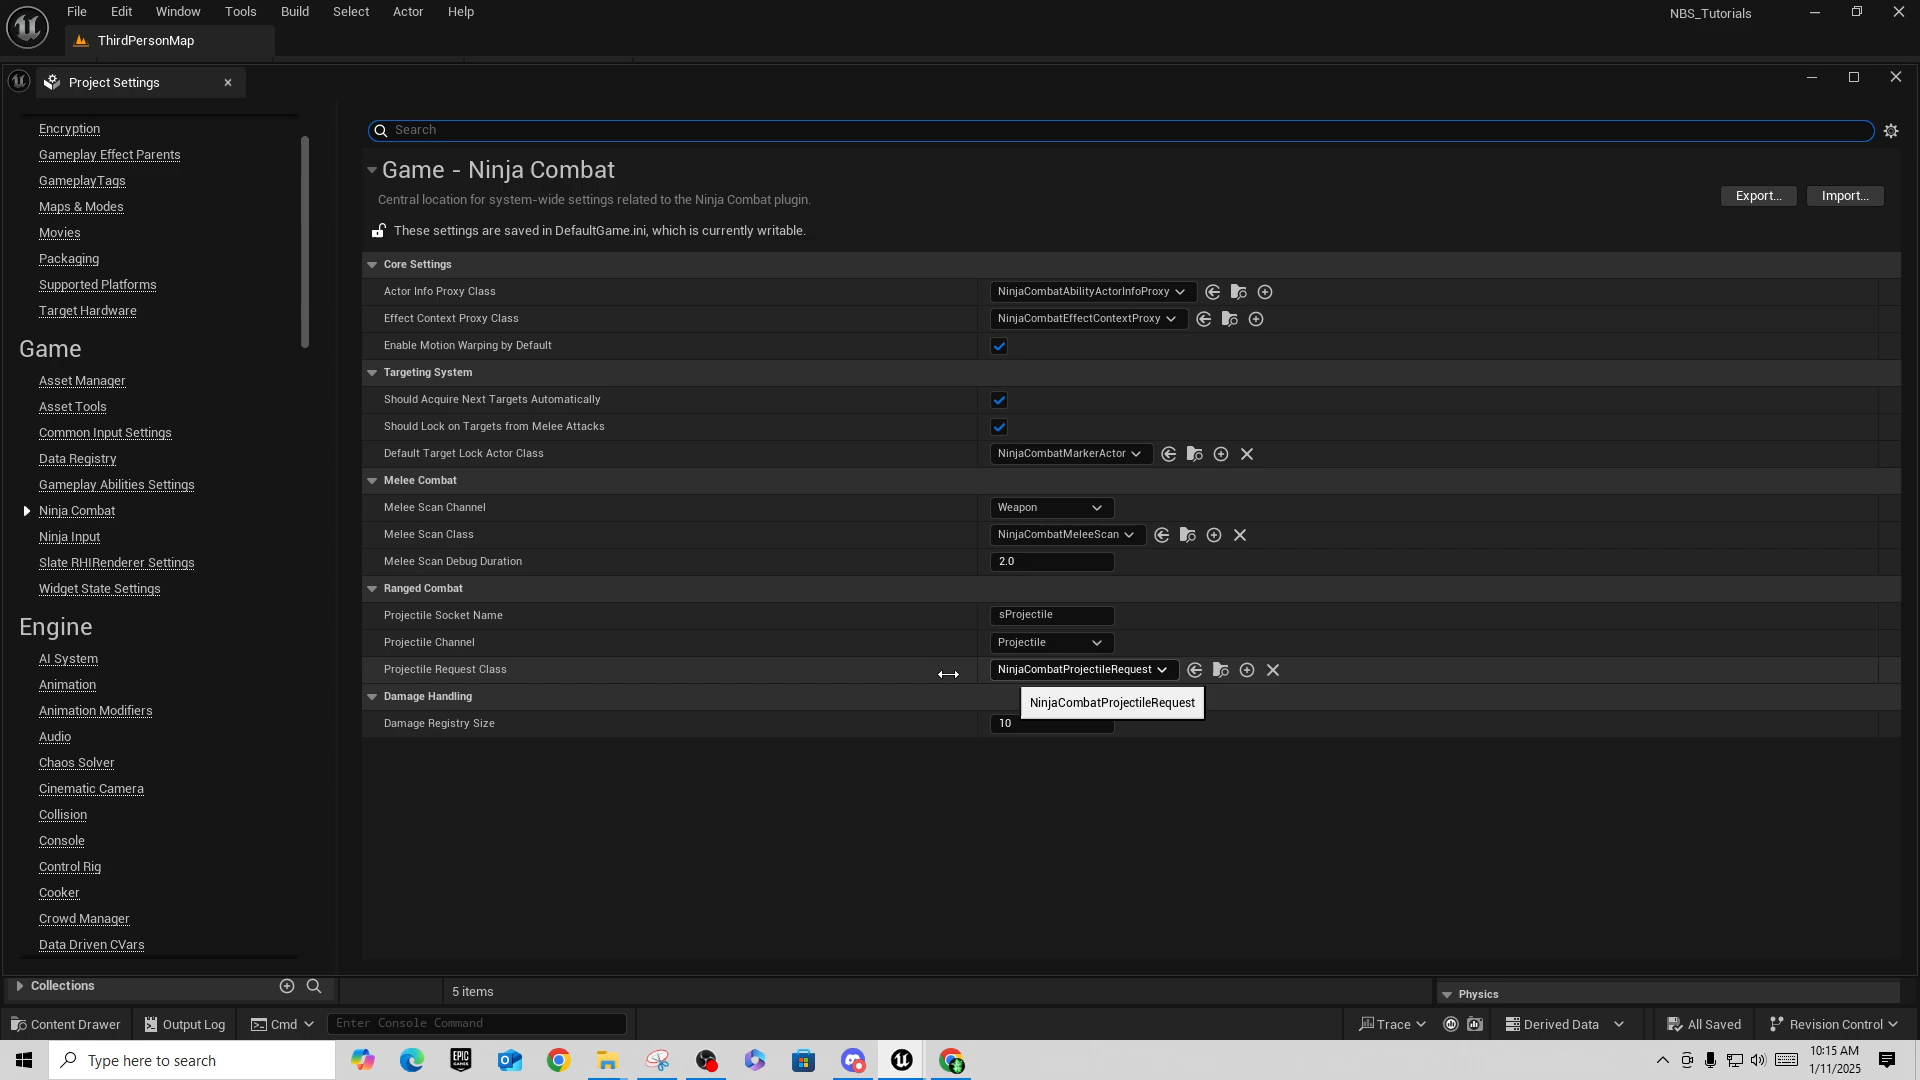 File Edit Window Tools Build Select Actor Help
NBS_Tutorials
ThirdPersonMap
Project Settings
Encryption
Gameplay Effect Parents
GameplayTags
Maps & Modes
Movies
Packaging
Supported Platforms
Target Hardware
Game
Asset Manager
Asset Tools
Common Input Settings
Data Registry
Gameplay Abilities Settings
Ninja Combat
Ninja Input
Slate RHIRenderer Settings
Widget State Settings
Engine
AI System
Animation
Animation Modifiers
Audio
Chaos Solver
Cinematic Camera
Collision
Console
Control Rig
Cooker
Crowd Manager
Data Driven CVars
Search
Game - Ninja Combat
Central location for system-wide settings related to the Ninja Combat plugin.
Export... Import...
These settings are saved in DefaultGame.ini, which is currently writable.
Core Settings
Actor Info Proxy Class NinjaCombatAbilityActorInfoProxy
Effect Context Proxy Class NinjaCombatEffectContextProxy
Enable Motion Warping by Default
Targeting System
Should Acquire Next Targets Automatically
Should Lock on Targets from Melee Attacks
Default Target Lock Actor Class NinjaCombatMarkerActor
Melee Combat
Melee Scan Channel Weapon
Melee Scan Class NinjaCombatMeleeScan
Melee Scan Debug Duration 2.0
Ranged Combat
Projectile Socket Name sProjectile
Projectile Channel Projectile
Projectile Request Class NinjaCombatProjectileRequest
Damage Handling
NinjaCombatProjectileRequest
Damage Registry Size 10
Collections
5 items
Physics
Content Drawer Output Log Cmd Enter Console Command
Trace Derived Data All Saved Revision Control
Type here to search
EPIC GAMES
10:15 AM
1/11/2025